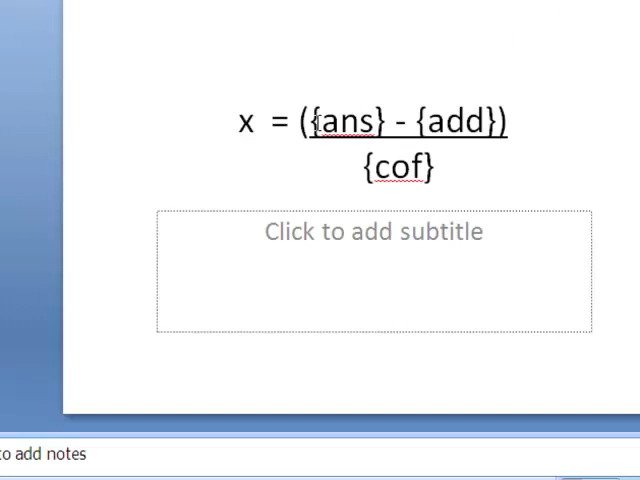 x = ({ans} - {add})
{cof}
Click to add subtitle
to add notes